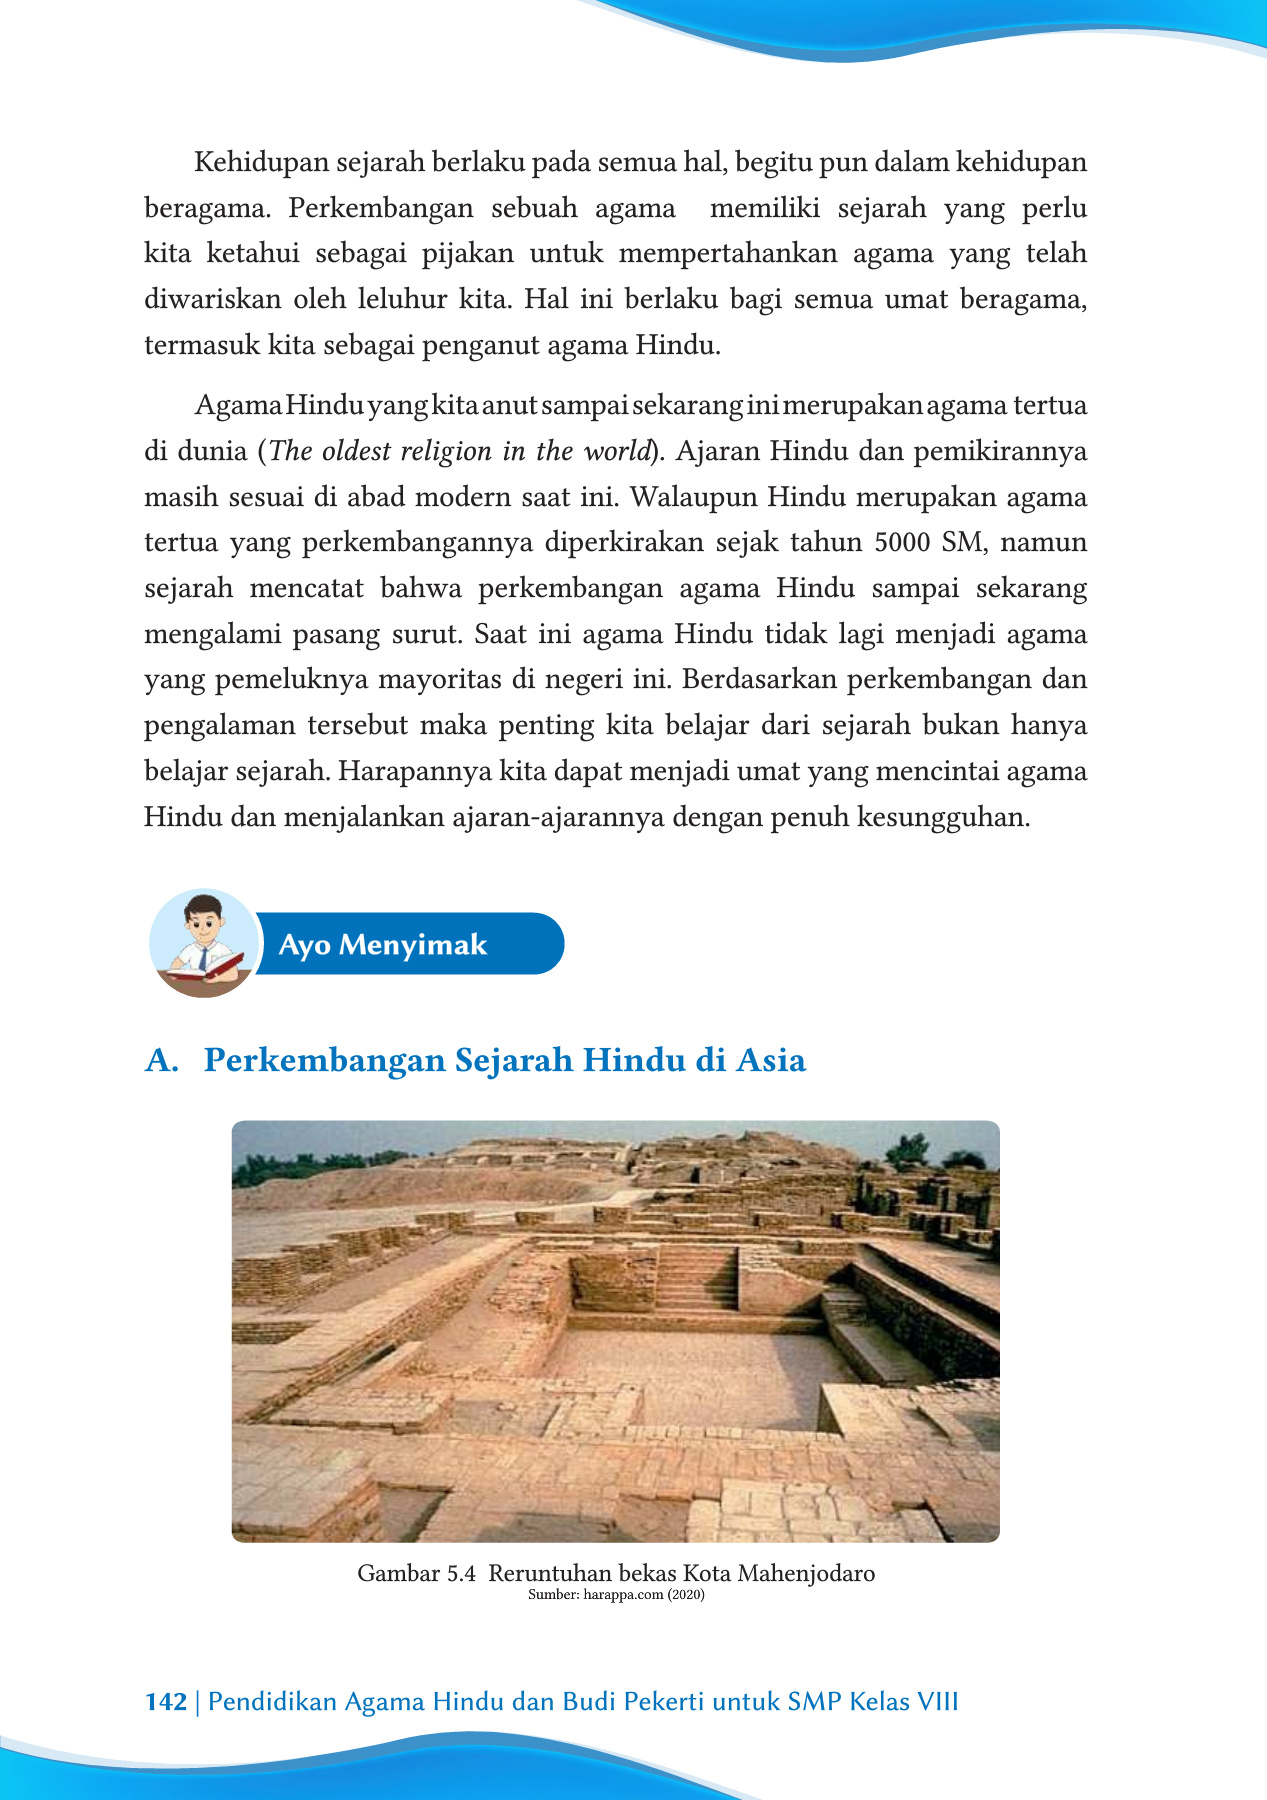 Kehidupan sejarah berlaku pada semua hal, begitu pun dalam kehidupan
beragama. Perkembangan sebuah agama memiliki sejarah yang perlu
kita ketahui sebagai pijakan untuk mempertahankan agama yang telah
diwariskan oleh leluhur kita. Hal ini berlaku bagi semua umat beragama,
termasuk kita sebagai penganut agama Hindu.
Agama Hindu yang kita anut sampai sekarang ini merupakan agama tertua
di dunia (The oldest religion in the world). Ajaran Hindu dan pemikirannya
masih sesuai di abad modern saat ini. Walaupun Hindu merupakan agama
tertua yang perkembangannya diperkirakan sejak tahun 5000 SM, namun
sejarah mencatat bahwa perkembangan agama Hindu sampai sekarang
mengalami pasang surut. Saat ini agama Hindu tidak lagi menjadi agama
yang pemeluknya mayoritas di negeri ini. Berdasarkan perkembangan dan
pengalaman tersebut maka penting kita belajar dari sejarah bukan hanya
belajar sejarah. Harapannya kita dapat menjadi umat yang mencintai agama
Hindu dan menjalankan ajaran-ajarannya dengan penuh kesungguhan.
Ayo Menyimak
A. Perkembangan Sejarah Hindu di Asia
Gambar 5.4 Reruntuhan bekas Kota Mahenjodaro
Sumber: harappa.com (2020)
142 | Pendidikan Agama Hindu dan Budi Pekerti untuk SMP Kelas VIII